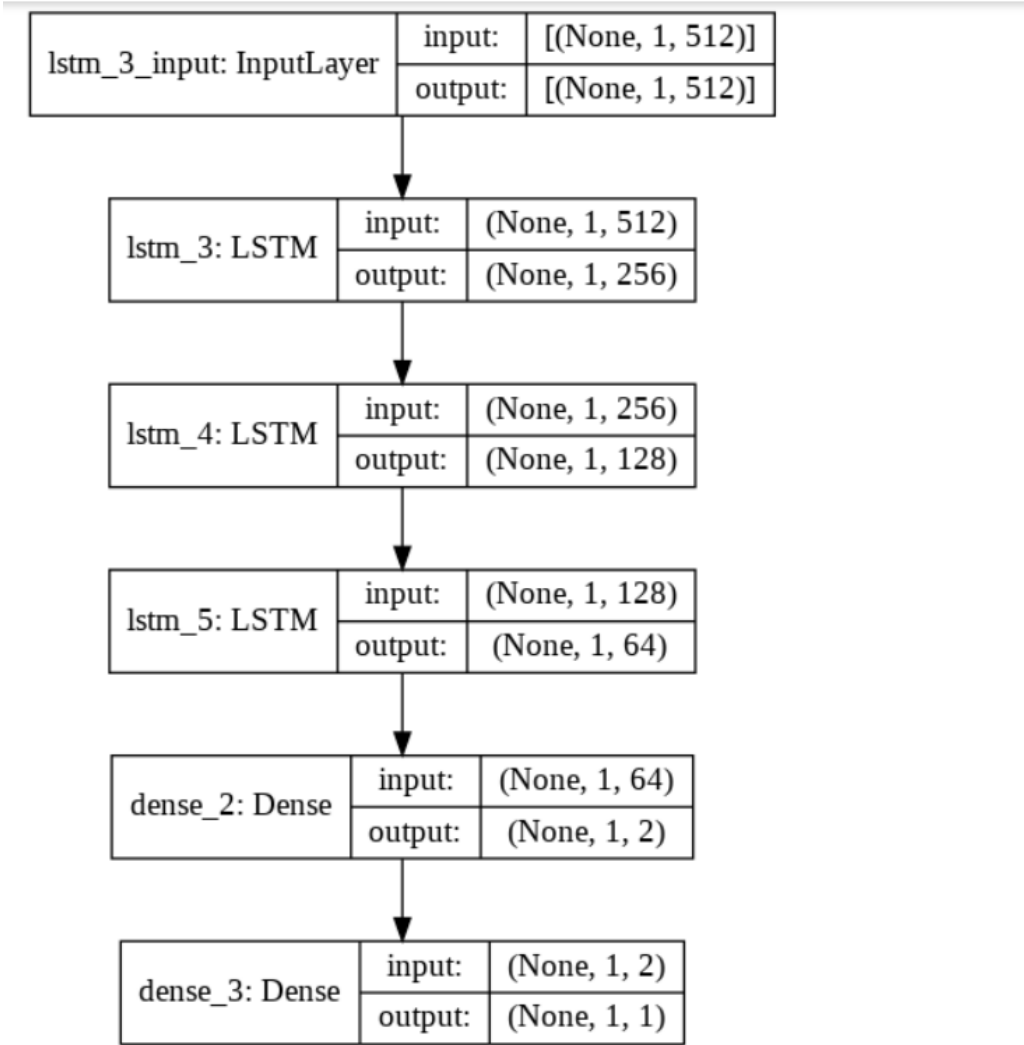 lstm_3_input: InputLayer
input: [(None, 1, 512)]
output: [(None, 1, 512)]
lstm_3: LSTM
input: (None, 1, 512)
output: (None, 1, 256)
lstm_4: LSTM
input: (None, 1, 256)
output: (None, 1, 128)
lstm_5: LSTM
input: (None, 1, 128)
output: (None, 1, 64)
dense_2: Dense
input: (None, 1, 64)
output: (None, 1, 2)
dense_3: Dense
input: (None, 1, 2)
output: (None, 1, 1)